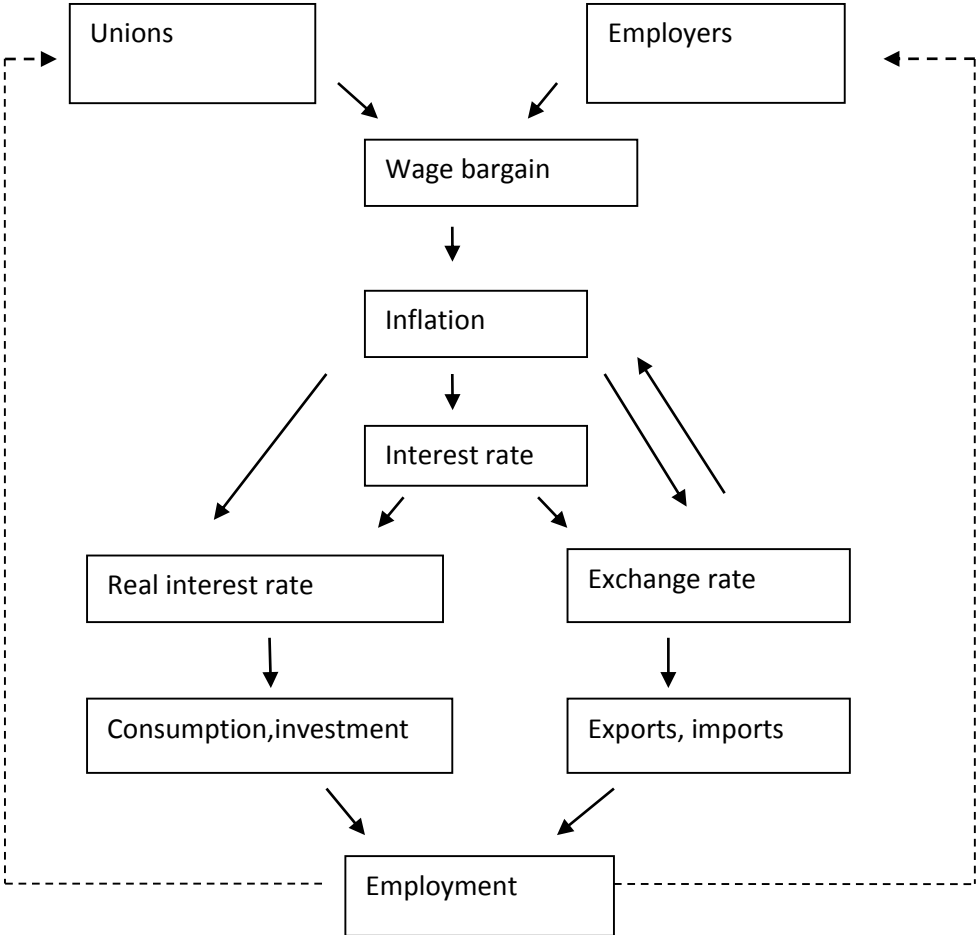 Unions
Employers
Wage bargain
Inflation
Interest rate
Real interest rate
Exchange rate
Consumption,investment
Exports, imports
Employment